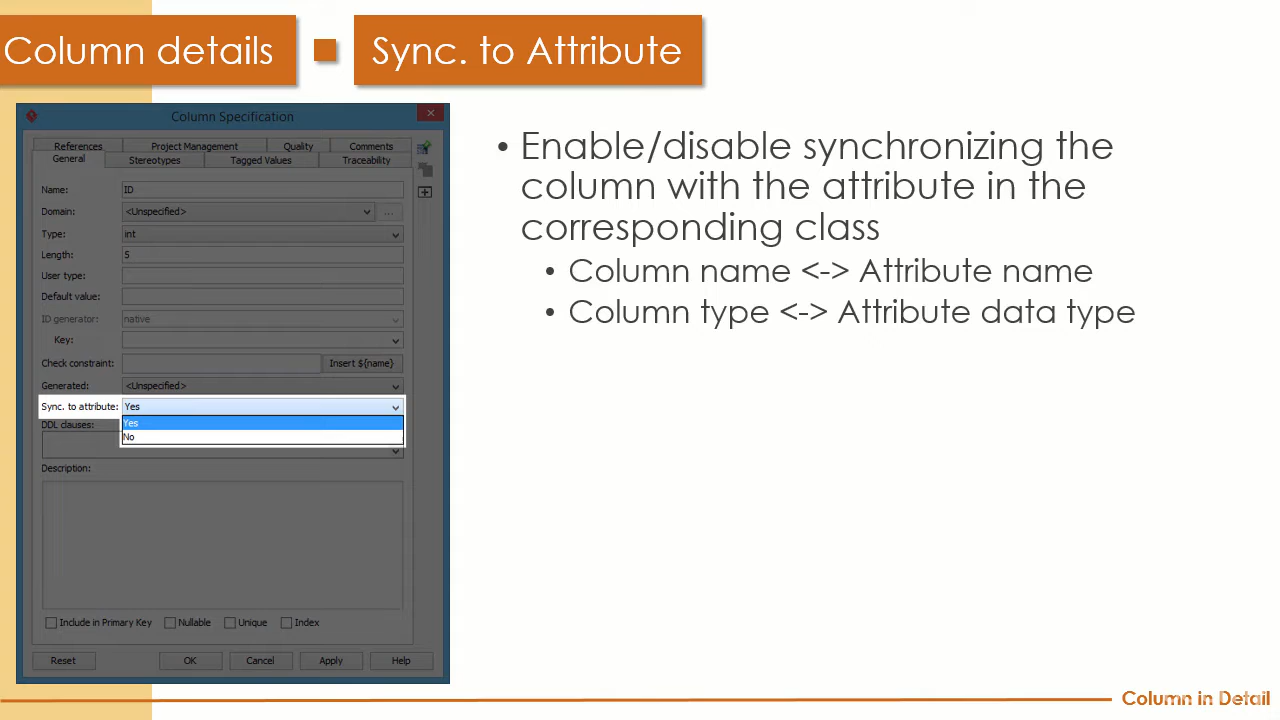 Column details
Sync. to Attribute
Column Specification
References Project Management Quality Comments
General Stereotypes Tagged Values Traceability
Name: ID
Domain: <Unspecified> ...
Type: int
Length: 5
User type:
Default value:
ID generator: native
Key:
Check constraint: Insert ${name}
Generated: <Unspecified>
Sync. to attribute: Yes
Yes
DDL clauses:
No
Description:
Include in Primary Key Nullable Unique Index
Reset OK Cancel Apply Help
• Enable/disable synchronizing the
column with the attribute in the
corresponding class
• Column name <-> Attribute name
• Column type <-> Attribute data type
Column in Detail